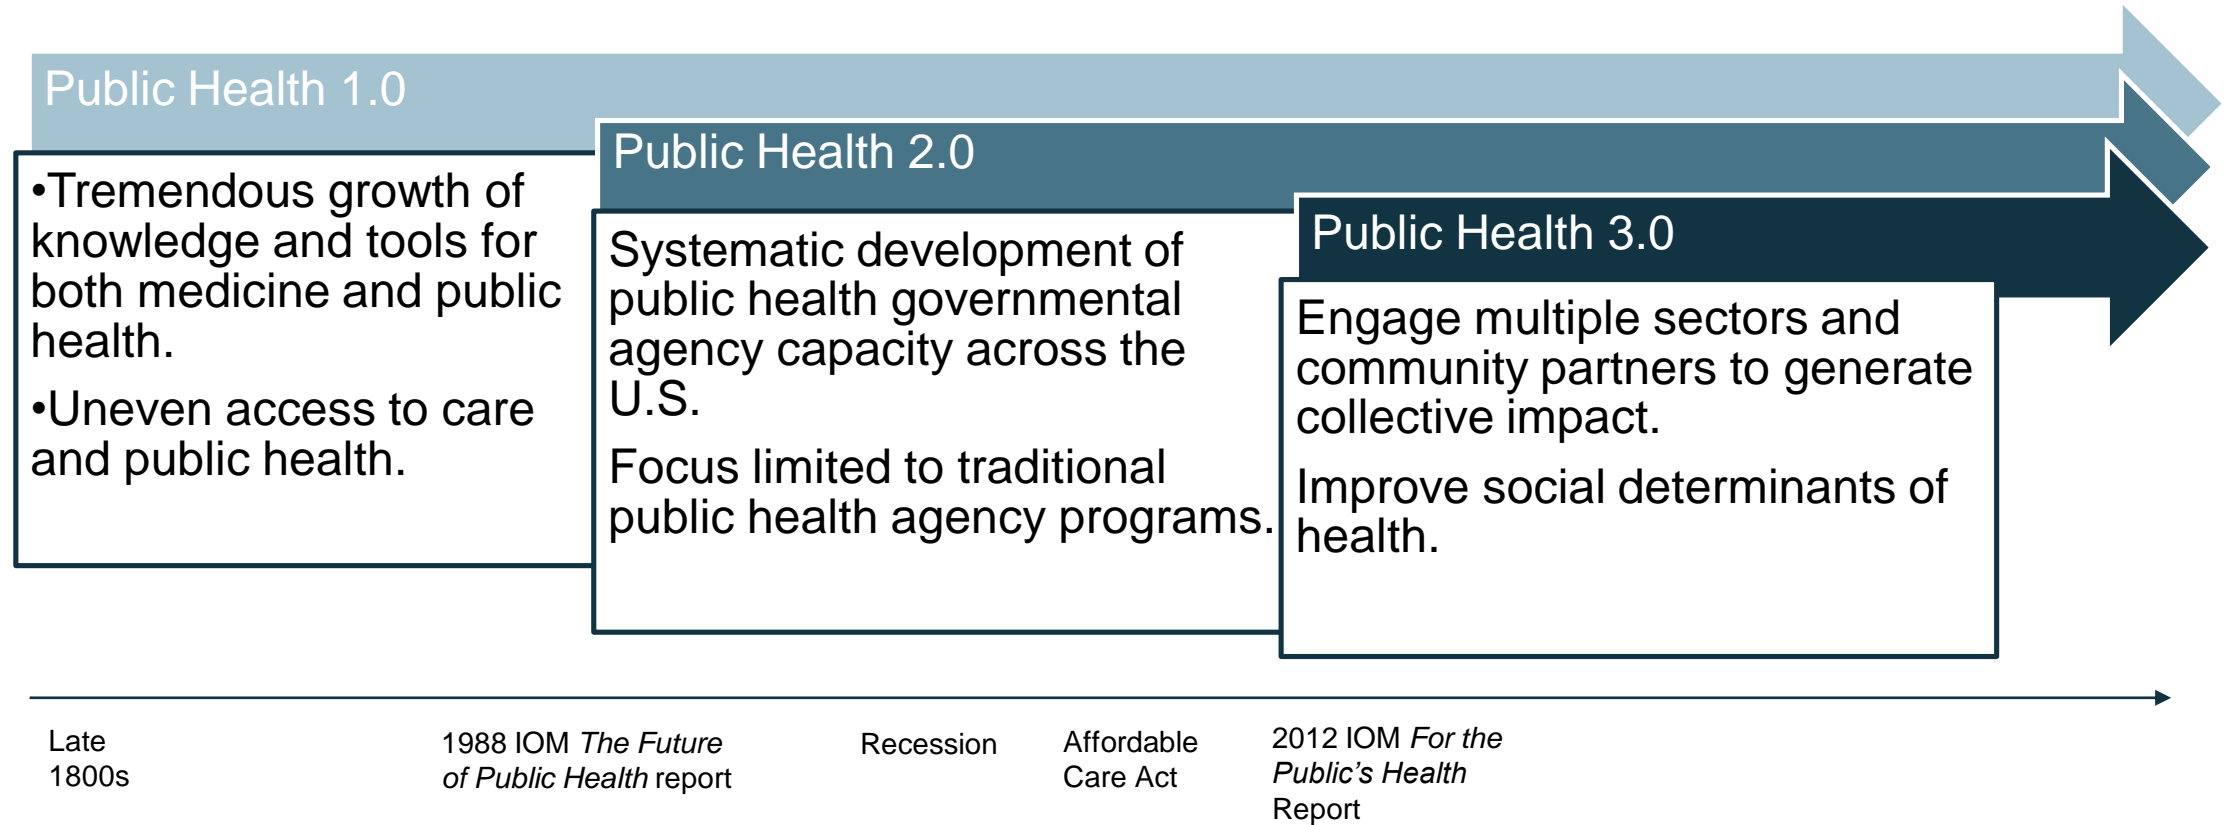 Public Health 1.0
•Tremendous growth of
knowledge and tools for
both medicine and public
health.
•Uneven access to care
and public health.
Public Health 2.0
Systematic development of
public health governmental
agency capacity across the
U.S.
Focus limited to traditional
public health agency programs.
Public Health 3.0
Engage multiple sectors and
community partners to generate
collective impact.
Improve social determinants of
health.
Late
1800s
1988 IOM The Future
of Public Health report
Recession
Affordable
Care Act
2012 IOM For the
Public’s Health
Report